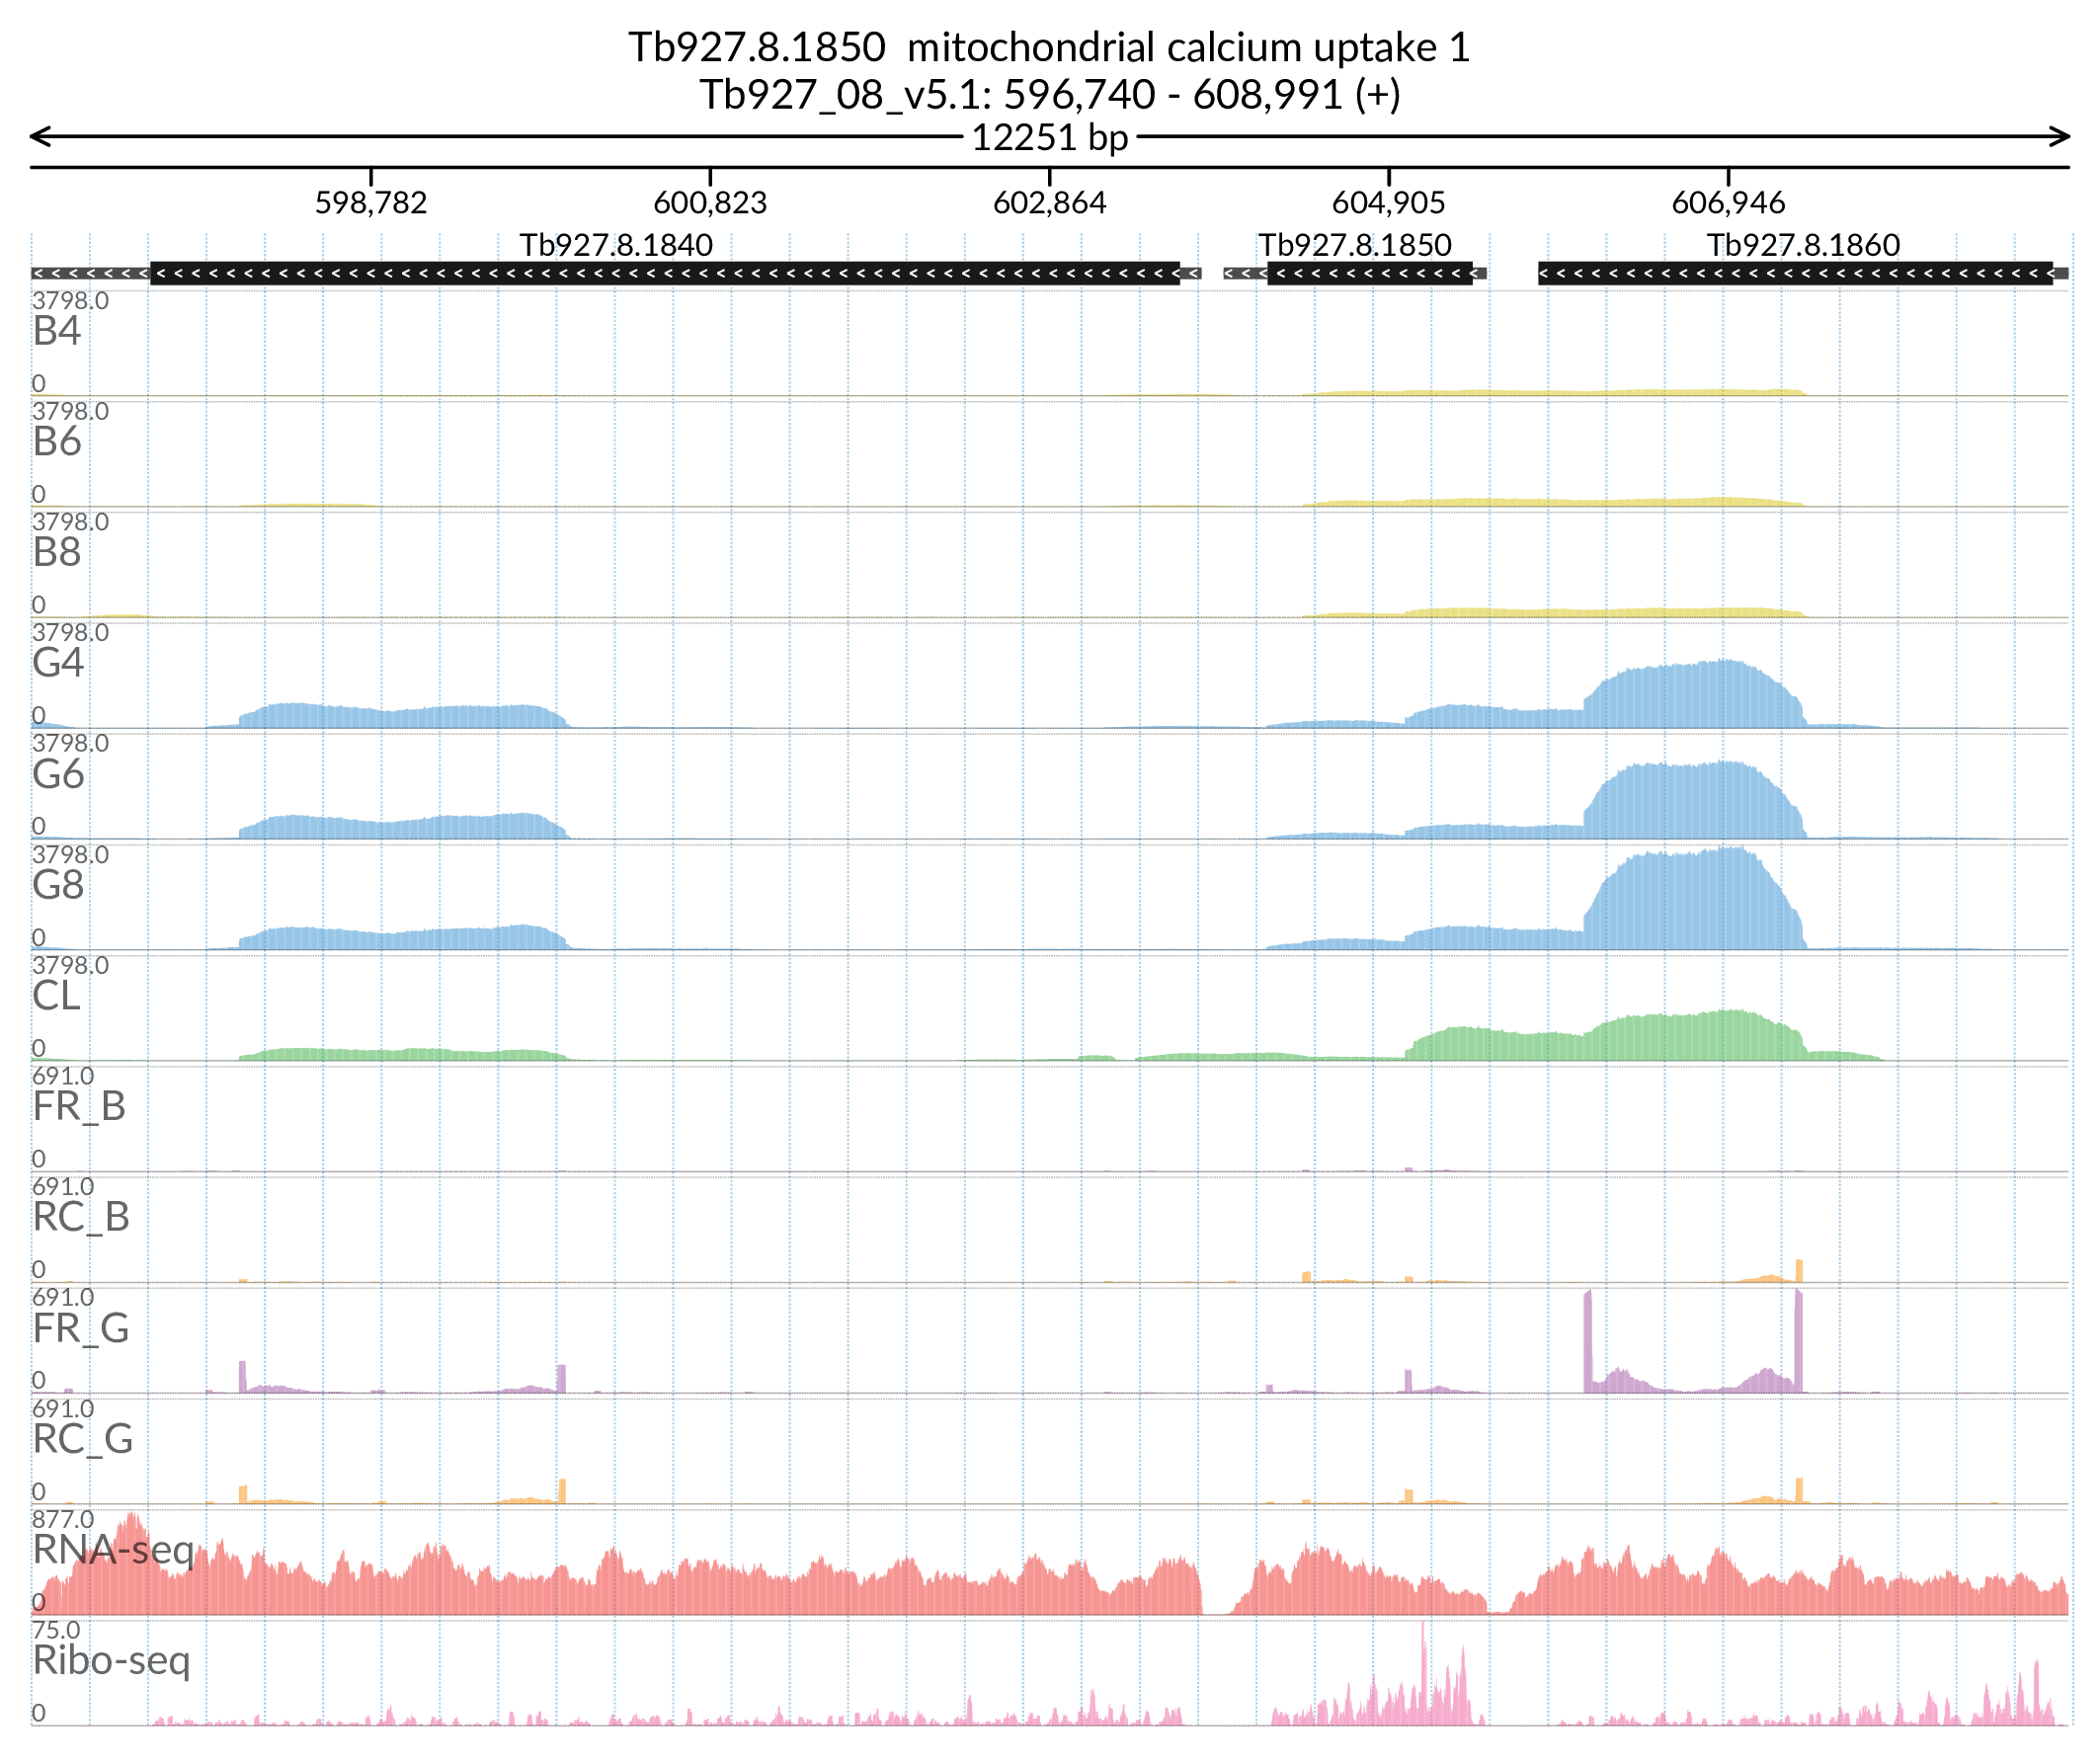 Tb927.8.1850 mitochondrial calcium uptake 1
Tb927_08_v5.1: 596,740 - 608,991 (+)
12251 bp
598,782 600,823 602,864 604,905 606,946
Tb927.8.1840 Tb927.8.1850 Tb927.8.1860
3798.0
B4
0
3798.0
B6
0
3798.0
B8
0
3798.0
G4
0
3798.0
G6
0
3798.0
G8
0
3798.0
CL
0
691.0
FR_B
0
691.0
RC_B
0
691.0
FR_G
0
691.0
RC_G
0
877.0
RNA-seq
0
75.0
Ribo-seq
0